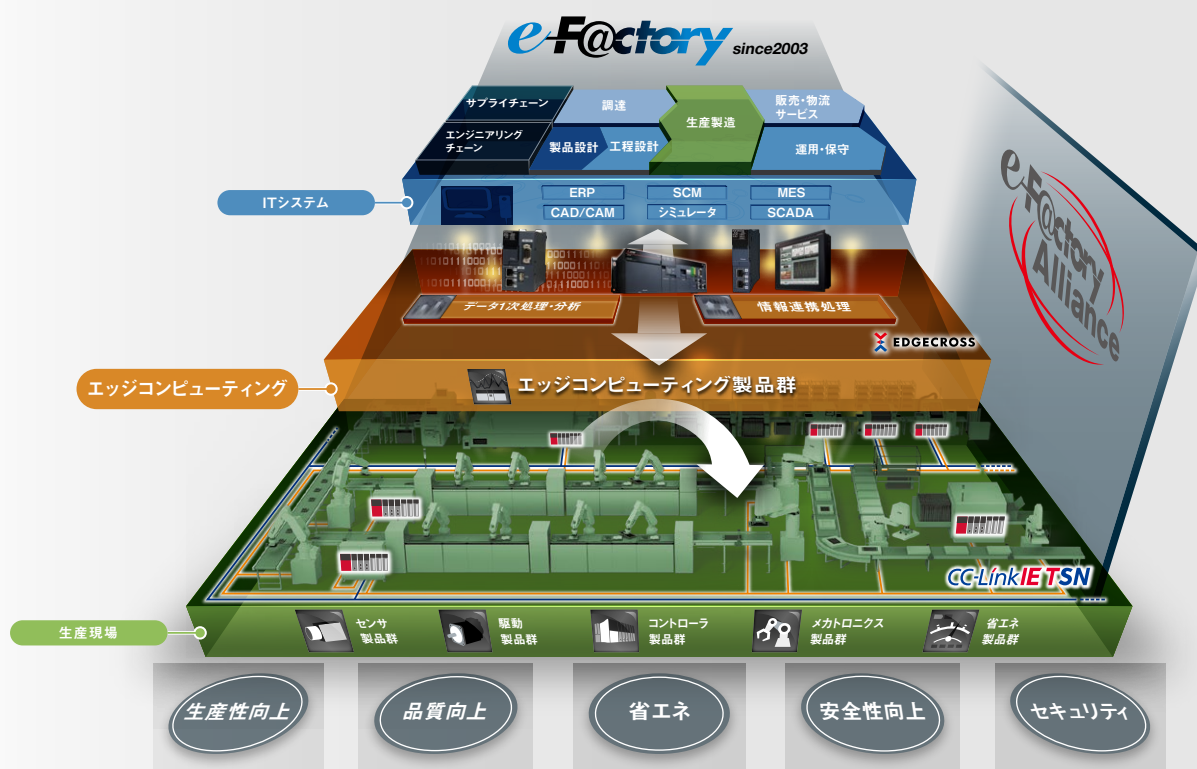 e-F@ctory since2003
サプライチェーン
調達
生産製造
販売・物流
サービス
エンジニアリング
チェーン
製品設計
工程設計
運用・保守
ITシステム
ERP
SCM
MES
CAD/CAM
シミュレータ
SCADA
e-F@ctory
Alliance
データ1次処理・分析
情報連携処理
EDGECROSS
エッジコンピューティング
エッジコンピューティング製品群
CC-Link IE TSN
生産現場
センサ
製品群
駆動
製品群
コントローラ
製品群
メカトロニクス
製品群
省エネ
製品群
生産性向上
品質向上
省エネ
安全性向上
セキュリティ